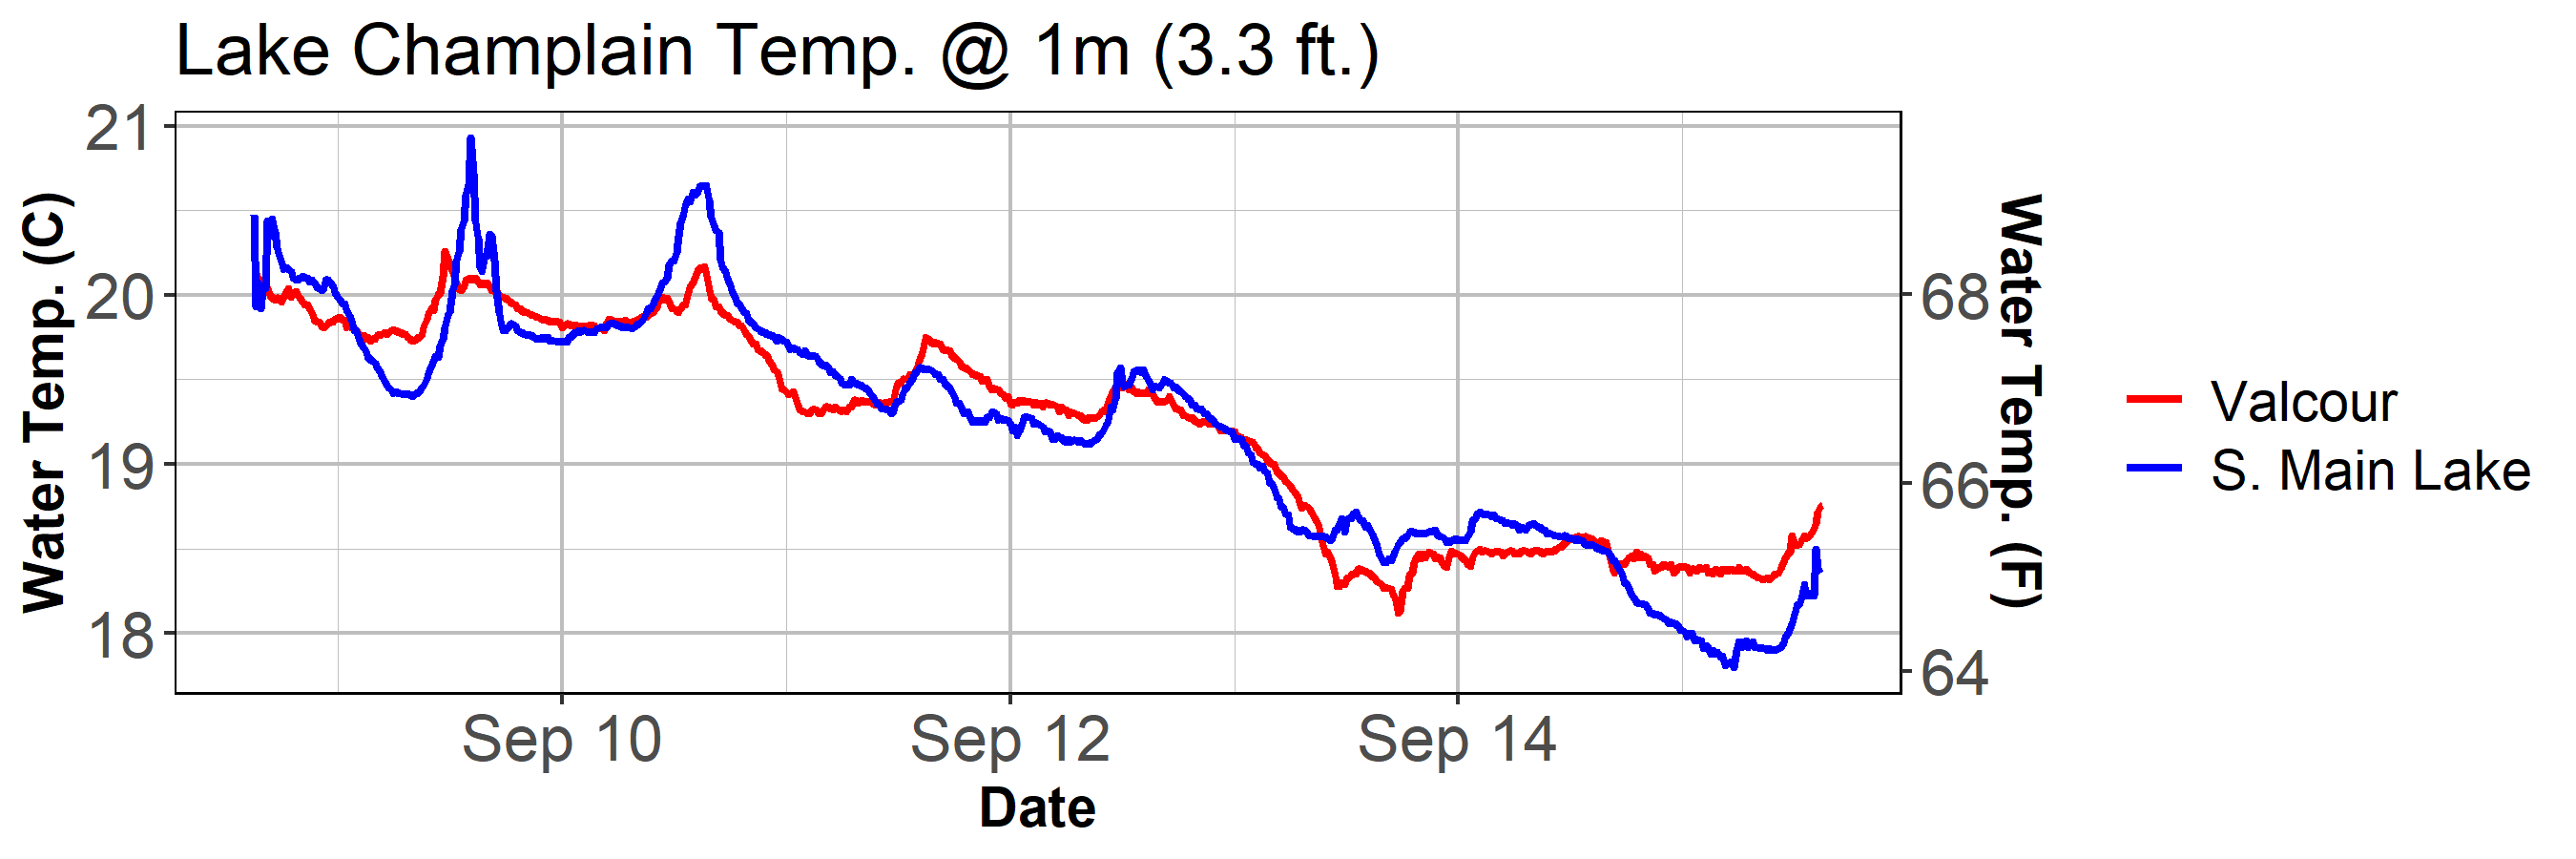 Lake Champlain Temp. @ 1m (3.3 ft.)
Water Temp. (C)
21
20
19
18
Sep 10
Sep 12
Sep 14
Date
68
66
64
Water Temp. (F)
Valcour
S. Main Lake